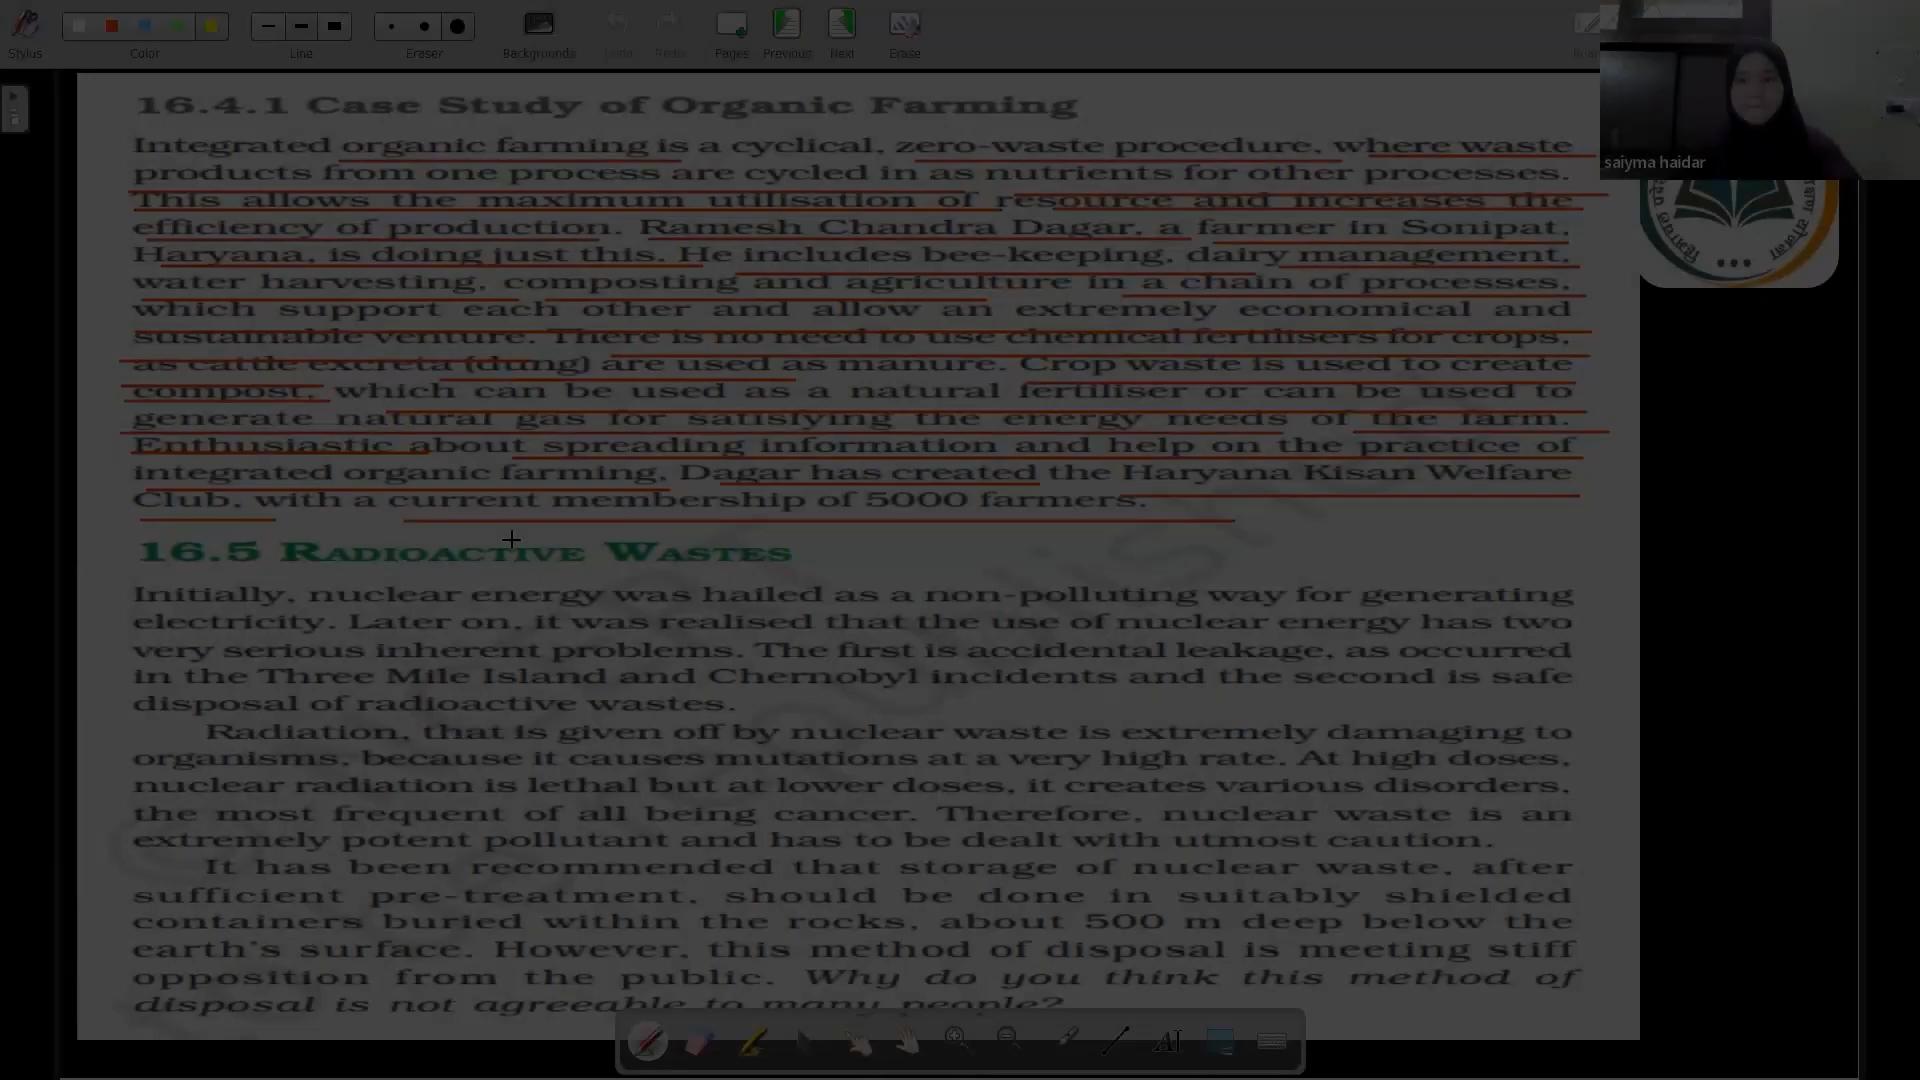 Stylus
Color
Line
Eraser
Backgrounds
Undo
Redo
Pages
Previous
Next
Erase
saiyma haidar
16.4.1 Case Study of Organic Farming
Integrated organic farming is a cyclical, zero-waste procedure, where waste
products from one process are cycled in as nutrients for other processes.
This allows the maximum utilisation of resource and increases the
efficiency of production. Ramesh Chandra Dagar, a farmer in Sonipat,
Haryana, is doing just this. He includes bee-keeping, dairy management,
water harvesting, composting and agriculture in a chain of processes,
which support each other and allow an extremely economical and
sustainable venture. There is no need to use chemical fertilisers for crops,
as cattle excreta (dung) are used as manure. Crop waste is used to create
compost, which can be used as a natural fertiliser or can be used to
generate natural gas for satisfying the energy needs of the farm.
Enthusiastic about spreading information and help on the practice of
integrated organic farming, Dagar has created the Haryana Kisan Welfare
Club, with a current membership of 5000 farmers.
16.5 RADIOACTIVE WASTES
Initially, nuclear energy was hailed as a non-polluting way for generating
electricity. Later on, it was realised that the use of nuclear energy has two
very serious inherent problems. The first is accidental leakage, as occurred
in the Three Mile Island and Chernobyl incidents and the second is safe
disposal of radioactive wastes.
Radiation, that is given off by nuclear waste is extremely damaging to
organisms, because it causes mutations at a very high rate. At high doses,
nuclear radiation is lethal but at lower doses, it creates various disorders,
the most frequent of all being cancer. Therefore, nuclear waste is an
extremely potent pollutant and has to be dealt with utmost caution.
It has been recommended that storage of nuclear waste, after
sufficient pre-treatment, should be done in suitably shielded
containers buried within the rocks, about 500 m deep below the
earth's surface. However, this method of disposal is meeting stiff
opposition from the public. Why do you think this method of
disposal is not agreeable to many people?